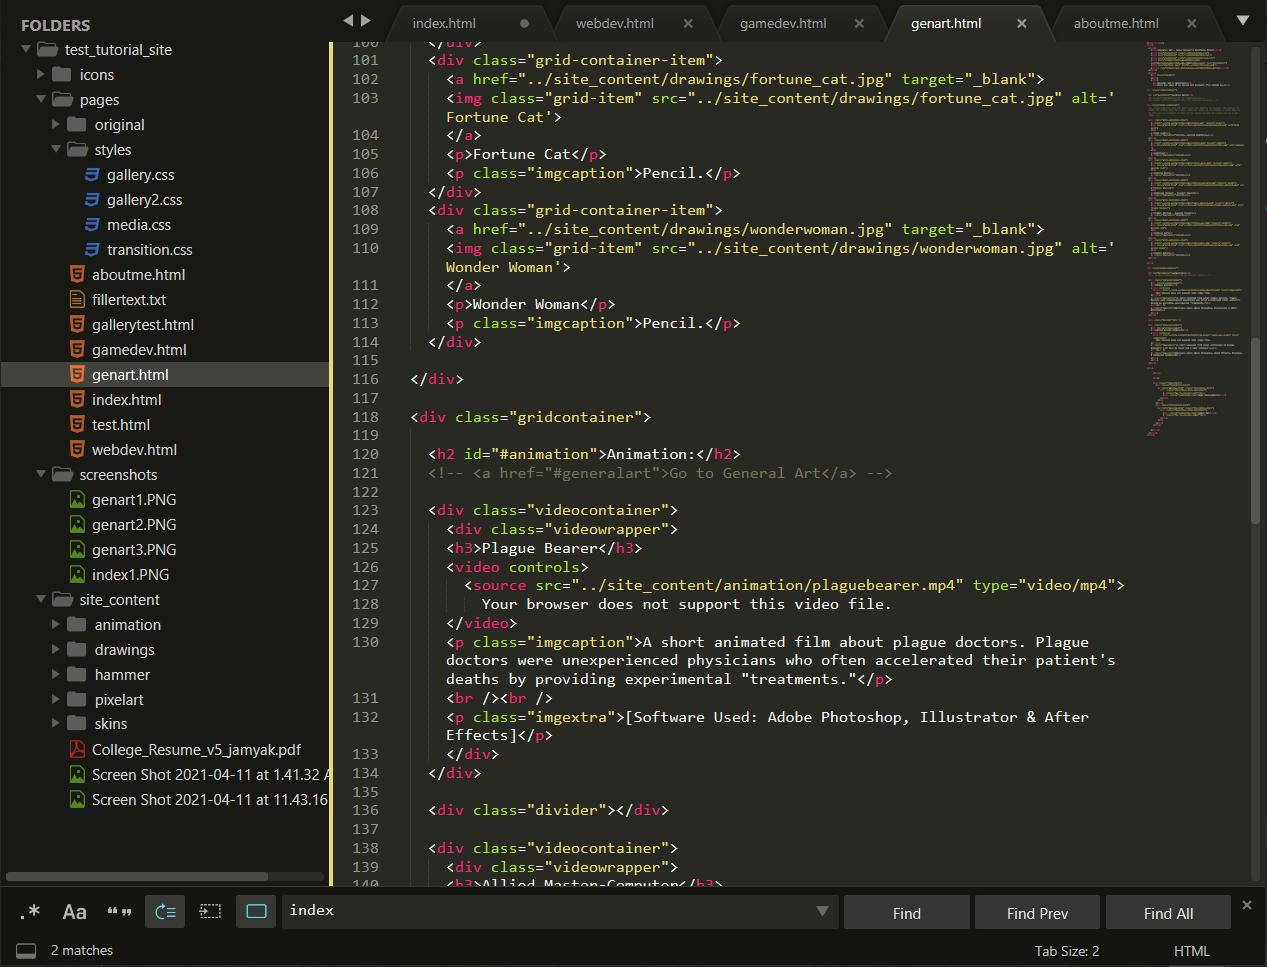 FOLDERS
test_tutorial_site
icons
pages
original
styles
gallery.css
gallery2.css
media.css
transition.css
aboutme.html
fillertext.txt
gallerytest.html
gamedev.html
genart.html
index.html
test.html
webdev.html
screenshots
genart1.PNG
genart2.PNG
genart3.PNG
index1.PNG
site_content
animation
drawings
hammer
pixelart
skins
College_Resume_v5_jamyak.pdf
Screen Shot 2021-04-11 at 1.41.32 A
Screen Shot 2021-04-11 at 11.43.16
index.html webdev.html gamedev.html genart.html aboutme.html
100 </div>
101 <div class="grid-container-item">
102 <a href="../site_content/drawings/fortune_cat.jpg" target="_blank">
103 <img class="grid-item" src="../site_content/drawings/fortune_cat.jpg" alt='
Fortune Cat'>
104 </a>
105 <p>Fortune Cat</p>
106 <p class="imgcaption">Pencil.</p>
107 </div>
108 <div class="grid-container-item">
109 <a href="../site_content/drawings/wonderwoman.jpg" target="_blank">
110 <img class="grid-item" src="../site_content/drawings/wonderwoman.jpg" alt='
Wonder Woman'>
111 </a>
112 <p>Wonder Woman</p>
113 <p class="imgcaption">Pencil.</p>
114 </div>
115
116 </div>
117
118 <div class="gridcontainer">
119
120 <h2 id="#animation">Animation:</h2>
121 <!-- <a href="#generalart">Go to General Art</a> -->
122
123 <div class="videocontainer">
124 <div class="videowrapper">
125 <h3>Plague Bearer</h3>
126 <video controls>
127 <source src="../site_content/animation/plaguebearer.mp4" type="video/mp4">
128 Your browser does not support this video file.
129 </video>
130 <p class="imgcaption">A short animated film about plague doctors. Plague
doctors were unexperienced physicians who often accelerated their patient's
deaths by providing experimental "treatments."</p>
131 <br /><br />
132 <p class="imgextra">[Software Used: Adobe Photoshop, Illustrator & After
Effects]</p>
133 </div>
134 </div>
135
136 <div class="divider"></div>
137
138 <div class="videocontainer">
139 <div class="videowrapper">
140 <h3>Allied Master-Computer</h3>
.* Aa “” index Find Find Prev Find All
2 matches Tab Size: 2 HTML